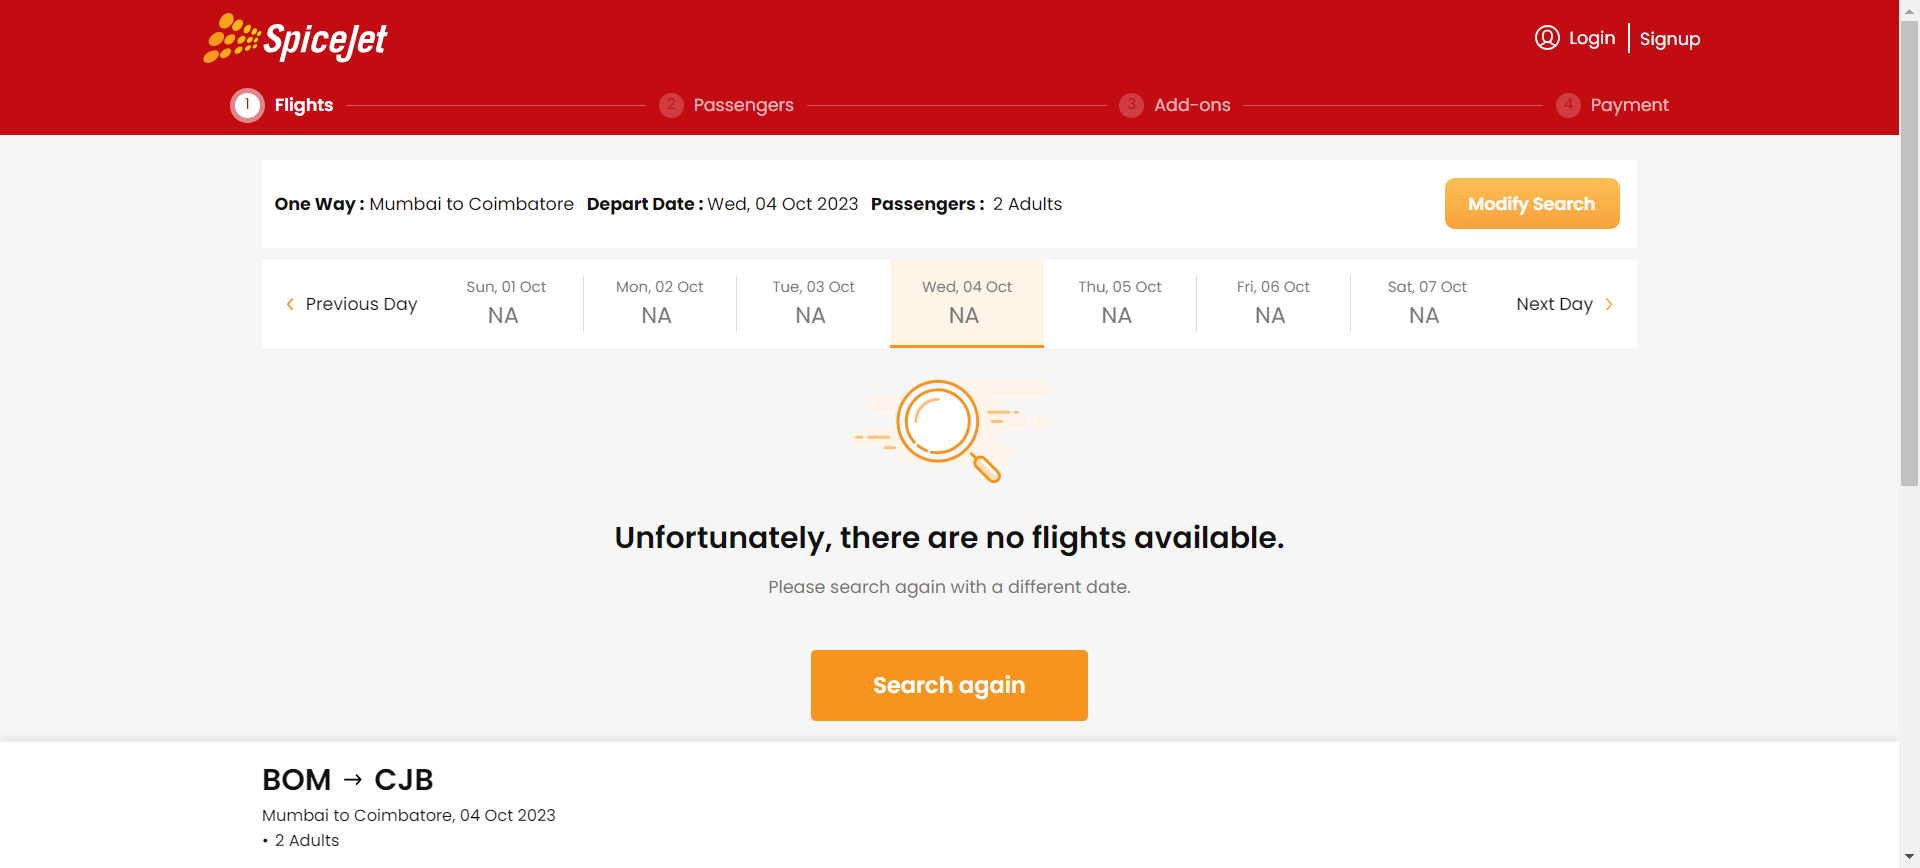 SpiceJet
Login Signup
1 Flights 2 Passengers 3 Add-ons 4 Payment
One Way : Mumbai to Coimbatore Depart Date : Wed, 04 Oct 2023 Passengers : 2 Adults Modify Search
Sun, 01 Oct Mon, 02 Oct Tue, 03 Oct Wed, 04 Oct Thu, 05 Oct Fri, 06 Oct Sat, 07 Oct
Previous Day NA NA NA NA NA NA NA Next Day
Unfortunately, there are no flights available.
Please search again with a different date.
Search again
BOM → CJB
Mumbai to Coimbatore, 04 Oct 2023
• 2 Adults